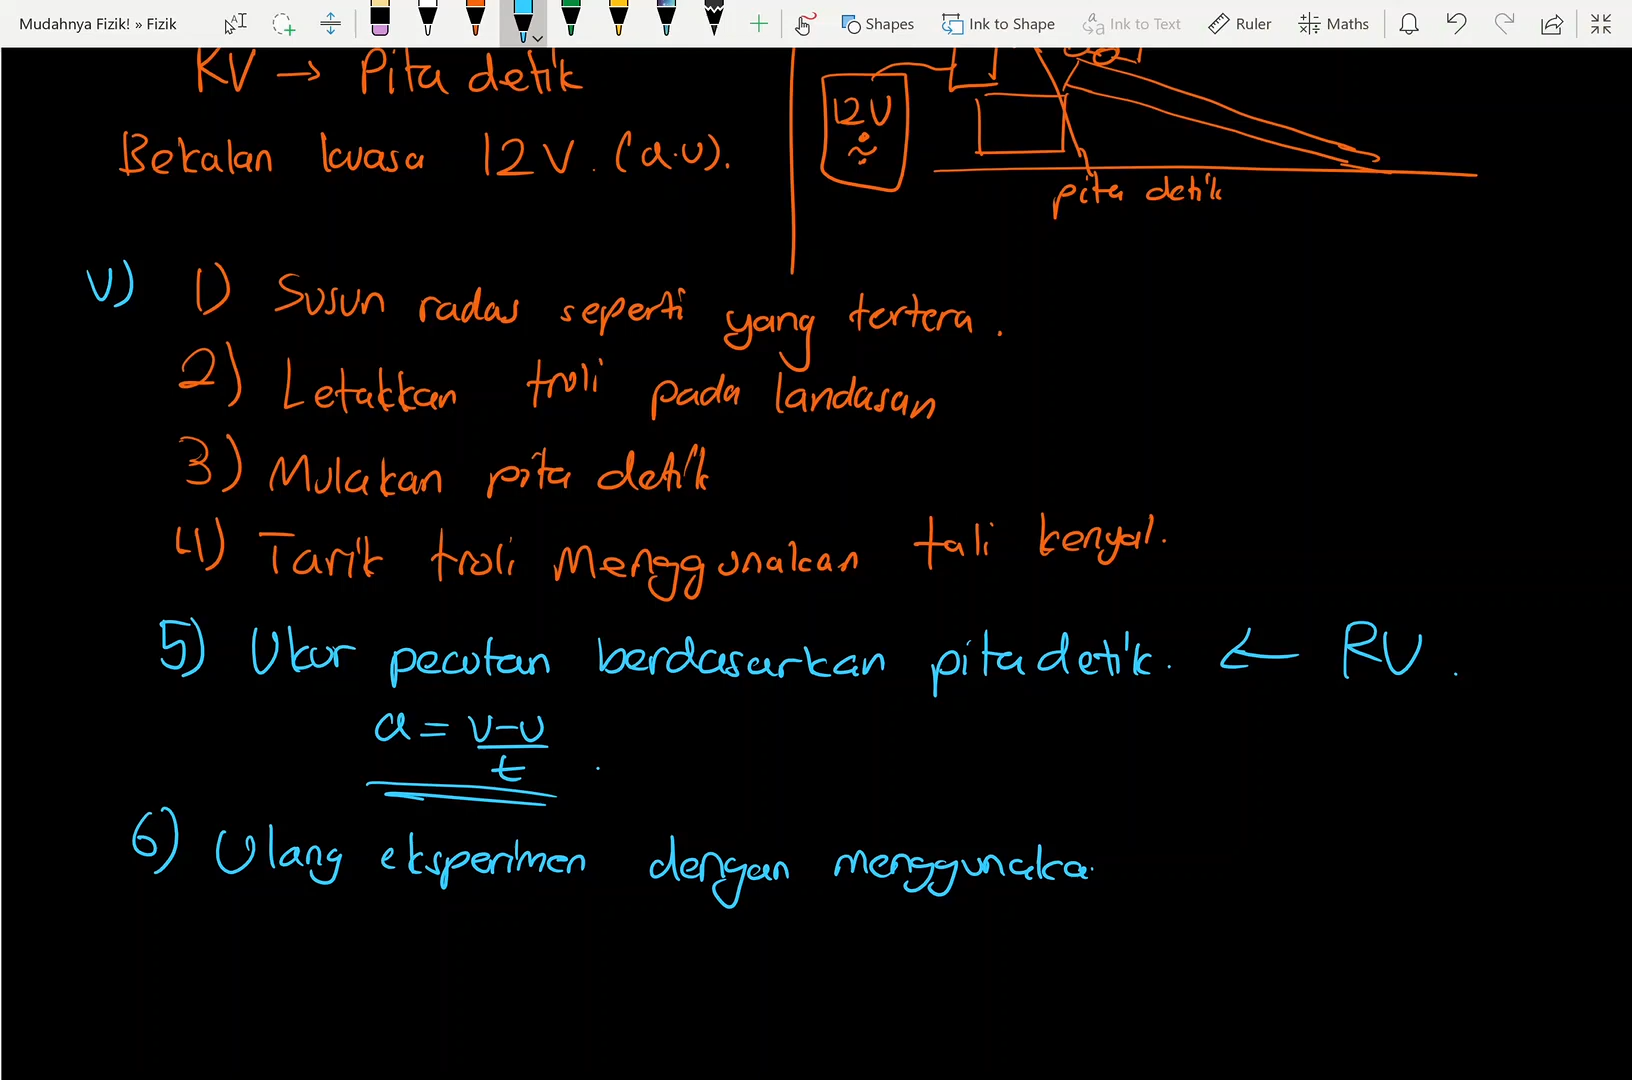 Mudahnya Fizik! » Fizik
Shapes
Ink to Shape
Ink to Text
Ruler
Maths
RV → Pita detik
Bekalan kuasa 12 V. (a.u).
12V
pita detik
v) 1) Susun radas seperti yang tertera.
2) Letakkan troli pada landasan
3) Mulakan pita detik
4) Tarik troli menggunakan tali kenyal.
5) Ukur pecutan berdasarkan pita detik. ← RV.
a = v-u
t
6) Ulang eksperimen dengan menggunaka